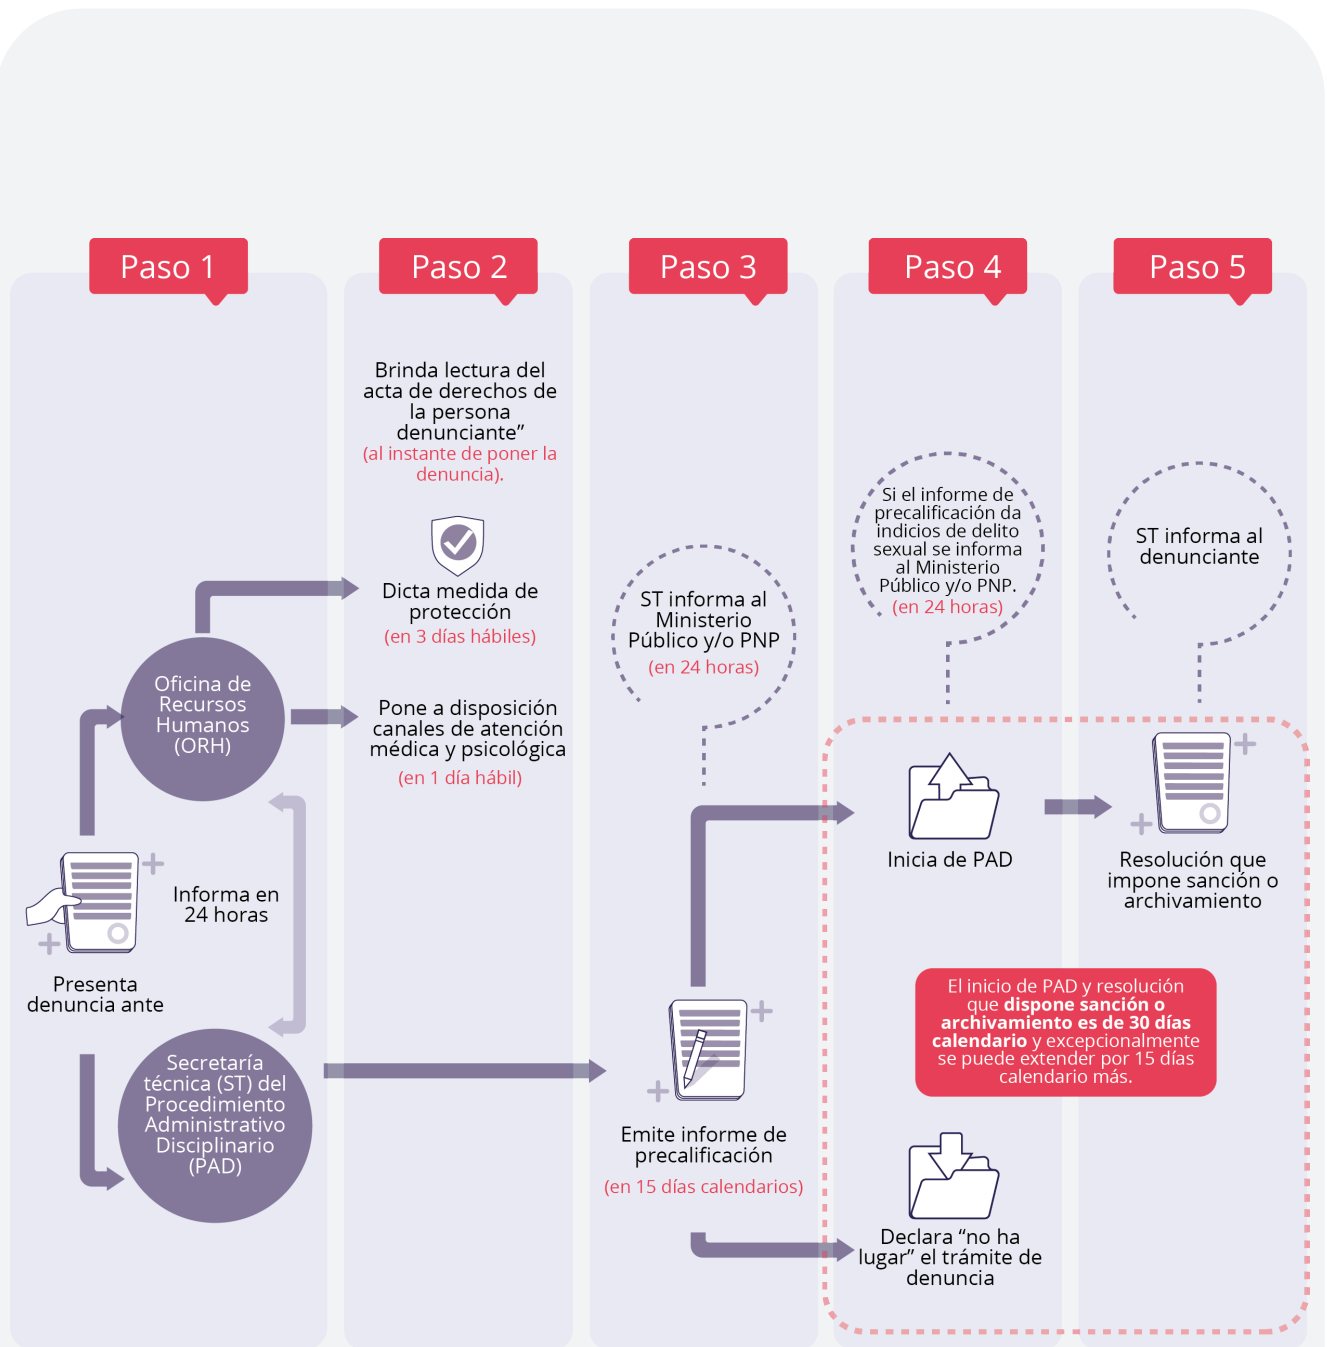 Paso 1
Paso 2
Paso 3
Paso 4
Paso 5
Oficina de
Recursos
Humanos
(ORH)
Informa en
24 horas
Presenta
denuncia ante
Secretaría
técnica (ST) del
Procedimiento
Administrativo
Disciplinario
(PAD)
Brinda lectura del
acta de derechos de
la persona
denunciante”
(al instante de poner la
denuncia).
Dicta medida de
protección
(en 3 días hábiles)
Pone a disposición
canales de atención
médica y psicológica
(en 1 día hábil)
ST informa al
Ministerio
Público y/o PNP
(en 24 horas)
Emite informe de
precalificación
(en 15 días calendarios)
Si el informe de
precalificación da
indicios de delito
sexual se informa
al Ministerio
Público y/o PNP.
(en 24 horas)
Inicia de PAD
ST informa al
denunciante
Resolución que
impone sanción o
archivamiento
El inicio de PAD y resolución
que dispone sanción o
archivamiento es de 30 días
calendario y excepcionalmente
se puede extender por 15 días
calendario más.
Declara “no ha
lugar” el trámite de
denuncia